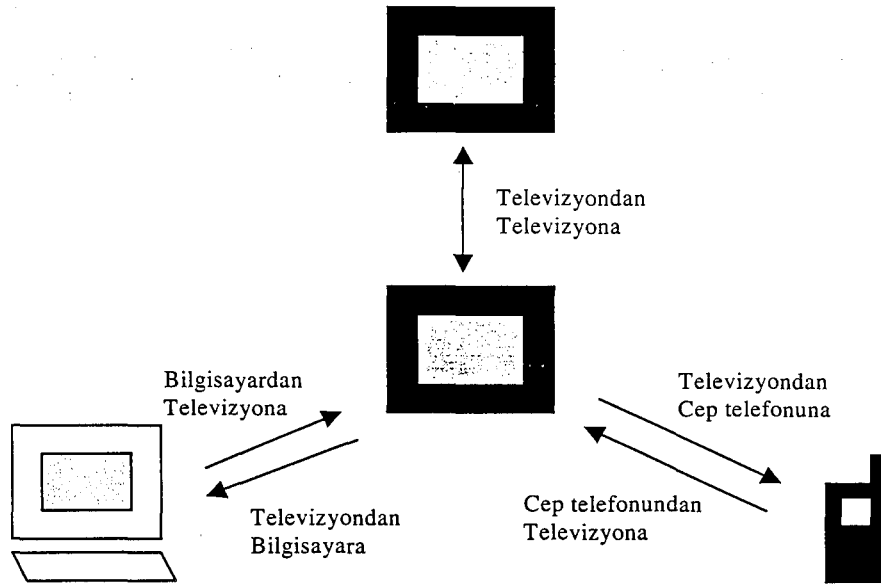 Televizyondan
Televizyona
Bilgisayardan
Televizyona
Televizyondan
Cep telefonuna
Televizyondan
Bilgisayara
Cep telefonundan
Televizyona